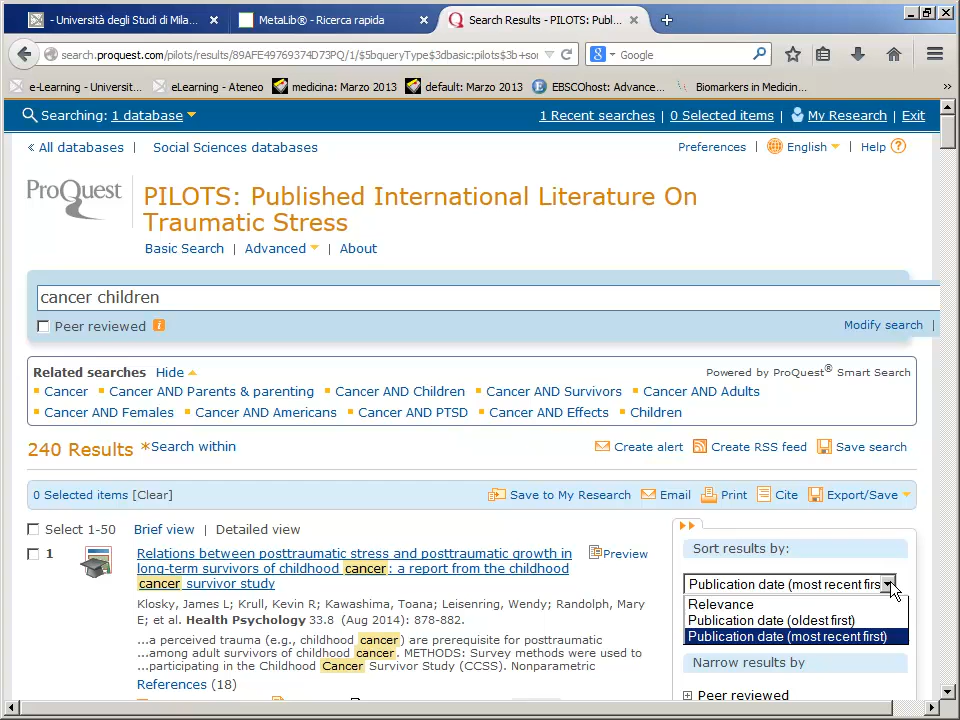 - Università degli Studi di Mila...
MetaLib® - Ricerca rapida
Search Results - PILOTS: Publ...
search.proquest.com/pilots/results/89AFE49769374D73PQ/1/$5bqueryType$3dbasic:pilots$3b+so
Google
e-Learning - Universit...
eLearning - Ateneo
medicina: Marzo 2013
default: Marzo 2013
EBSCOhost: Advance...
Biomarkers in Medicin...
Searching: 1 database
1 Recent searches | 0 Selected items | My Research | Exit
« All databases | Social Sciences databases
Preferences | English | Help
ProQuest
PILOTS: Published International Literature On
Traumatic Stress
Basic Search | Advanced | About
cancer children
Peer reviewed
Modify search |
Related searches Hide
Powered by ProQuest® Smart Search
Cancer Cancer AND Parents & parenting Cancer AND Children Cancer AND Survivors Cancer AND Adults
Cancer AND Females Cancer AND Americans Cancer AND PTSD Cancer AND Effects Children
240 Results *Search within
Create alert Create RSS feed Save search
0 Selected items [Clear]
Save to My Research Email Print Cite Export/Save
Select 1-50 Brief view | Detailed view
1
Relations between posttraumatic stress and posttraumatic growth in
long-term survivors of childhood cancer: a report from the childhood
cancer survivor study
Preview
Klosky, James L; Krull, Kevin R; Kawashima, Toana; Leisenring, Wendy; Randolph, Mary
E; et al. Health Psychology 33.8 (Aug 2014): 878-882.
...a perceived trauma (e.g., childhood cancer) are prerequisite for posttraumatic
...among adult survivors of childhood cancer. METHODS: Survey methods were used to
...participating in the Childhood Cancer Survivor Study (CCSS). Nonparametric
References (18)
Sort results by:
Publication date (most recent firs
Relevance
Publication date (oldest first)
Publication date (most recent first)
Narrow results by
Peer reviewed